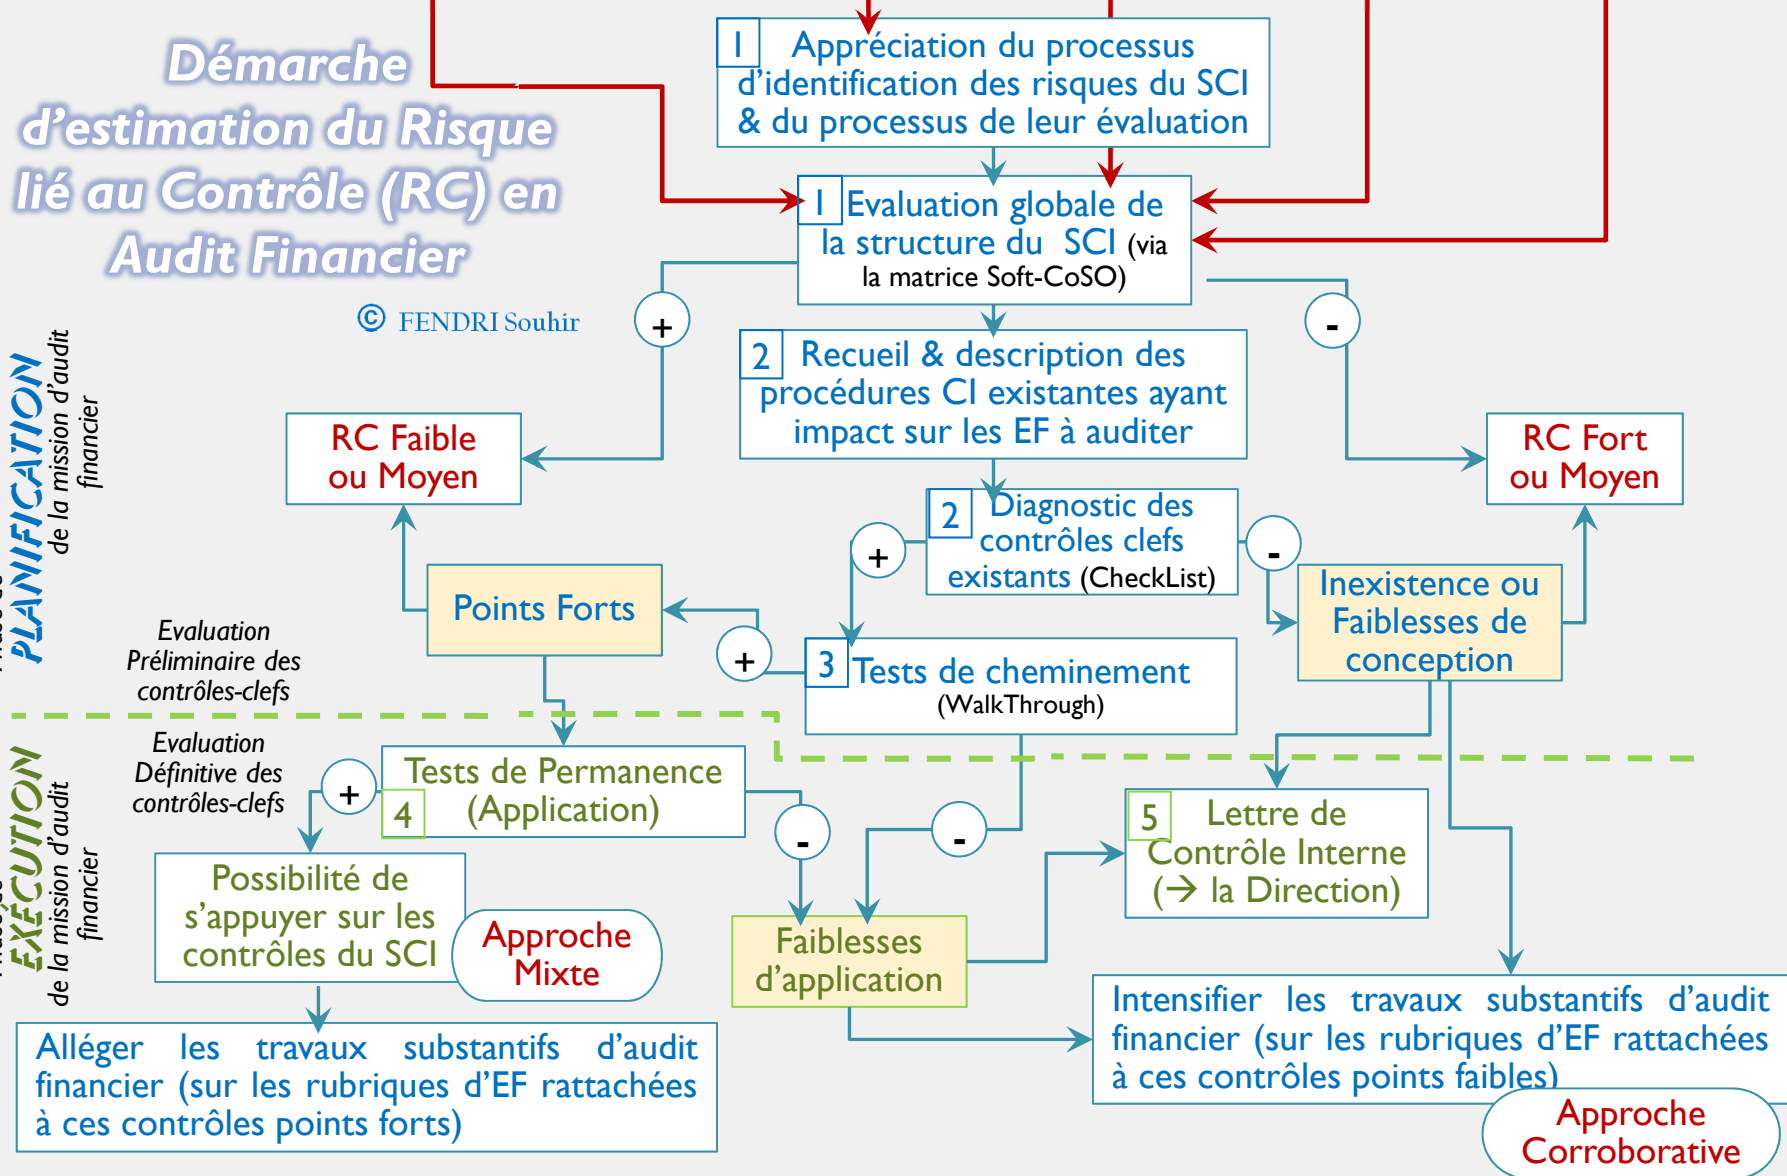 Démarche
d'estimation du Risque
lié au Contrôle (RC) en
Audit Financier
© FENDRI Souhir
1 Appréciation du processus
d'identification des risques du SCI
& du processus de leur évaluation
1 Evaluation globale de
la structure du SCI (via
la matrice Soft-CoSO)
+
-
2 Recueil & description des
procédures CI existantes ayant
impact sur les EF à auditer
RC Faible
ou Moyen
RC Fort
ou Moyen
2 Diagnostic des
contrôles clefs
existants (CheckList)
+
-
Points Forts
Inexistence ou
Faiblesses de
conception
+
3 Tests de cheminement
(WalkThrough)
PLANIFICATION
de la mission d'audit
financier
Evaluation
Préliminaire des
contrôles-clefs
Evaluation
Définitive des
contrôles-clefs
EXÉCUTION
de la mission d'audit
financier
+
Tests de Permanence
4 (Application)
-
-
5 Lettre de
Contrôle Interne
(→ la Direction)
Possibilité de
s'appuyer sur les
contrôles du SCI
Approche
Mixte
Faiblesses
d'application
Alléger les travaux substantifs d'audit
financier (sur les rubriques d'EF rattachées
à ces contrôles points forts)
Intensifier les travaux substantifs d'audit
financier (sur les rubriques d'EF rattachées
à ces contrôles points faibles)
Approche
Corroborative